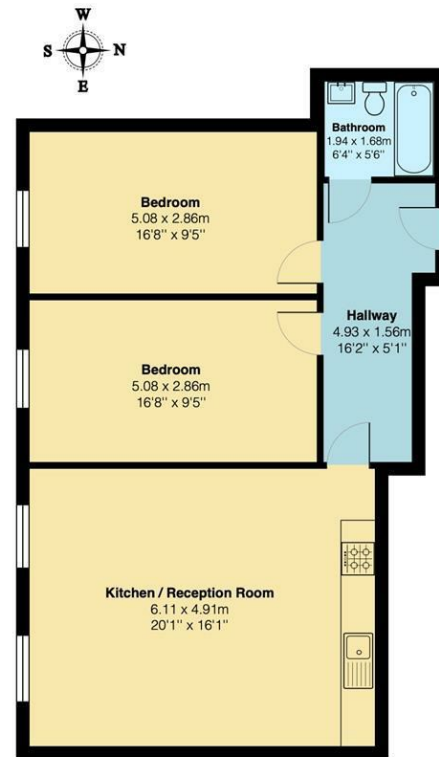 W
S
N
E
Bathroom
1.94 x 1.68m
6'4'' x 5'6''
Bedroom
5.08 x 2.86m
16'8'' x 9'5''
Hallway
4.93 x 1.56m
16'2'' x 5'1''
Bedroom
5.08 x 2.86m
16'8'' x 9'5''
Kitchen / Reception Room
6.11 x 4.91m
20'1'' x 16'1''